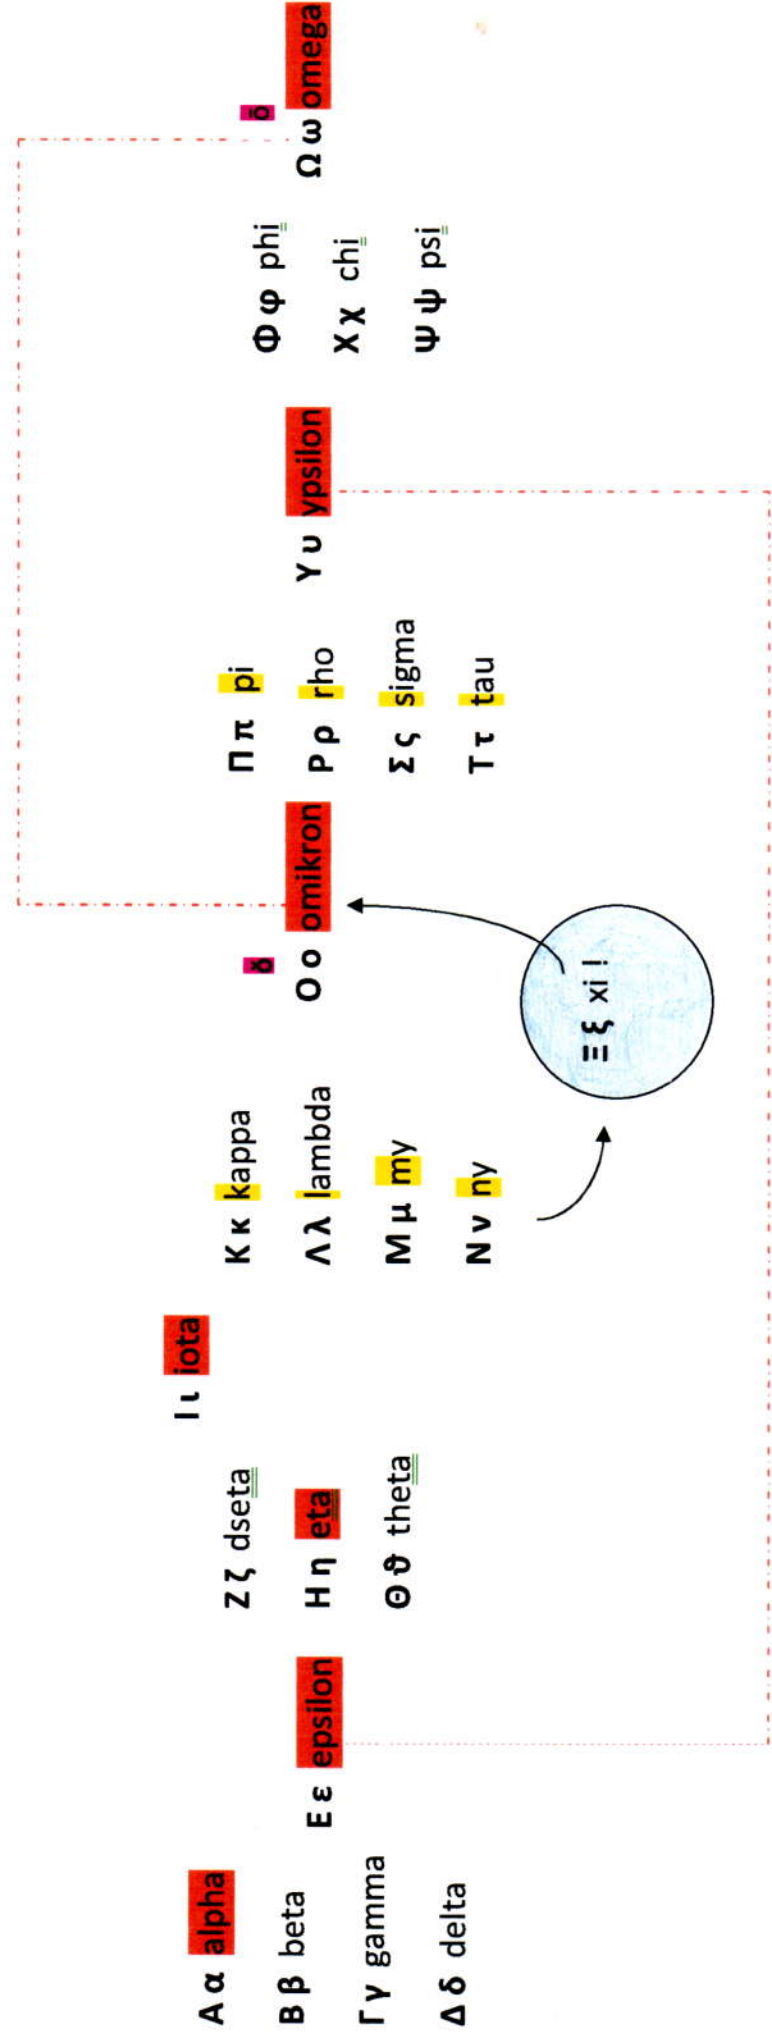 Α α alpha
Β β beta
Γ γ gamma
Δ δ delta
Ε ε epsilon
Ζ ζ dseta
Η η eta
Θ ϑ theta
Ι ι iota
Κ κ kappa
Λ λ lambda
Μ μ my
Ν ν ny
Ξ ξ xi !
ŏ
Ο ο omikron
Π π pi
Ρ ρ rho
Σ ς sigma
Τ τ tau
Υ υ ypsilon
Φ φ phi
Χ χ chi
Ψ ψ psi
ō
Ω ω omega